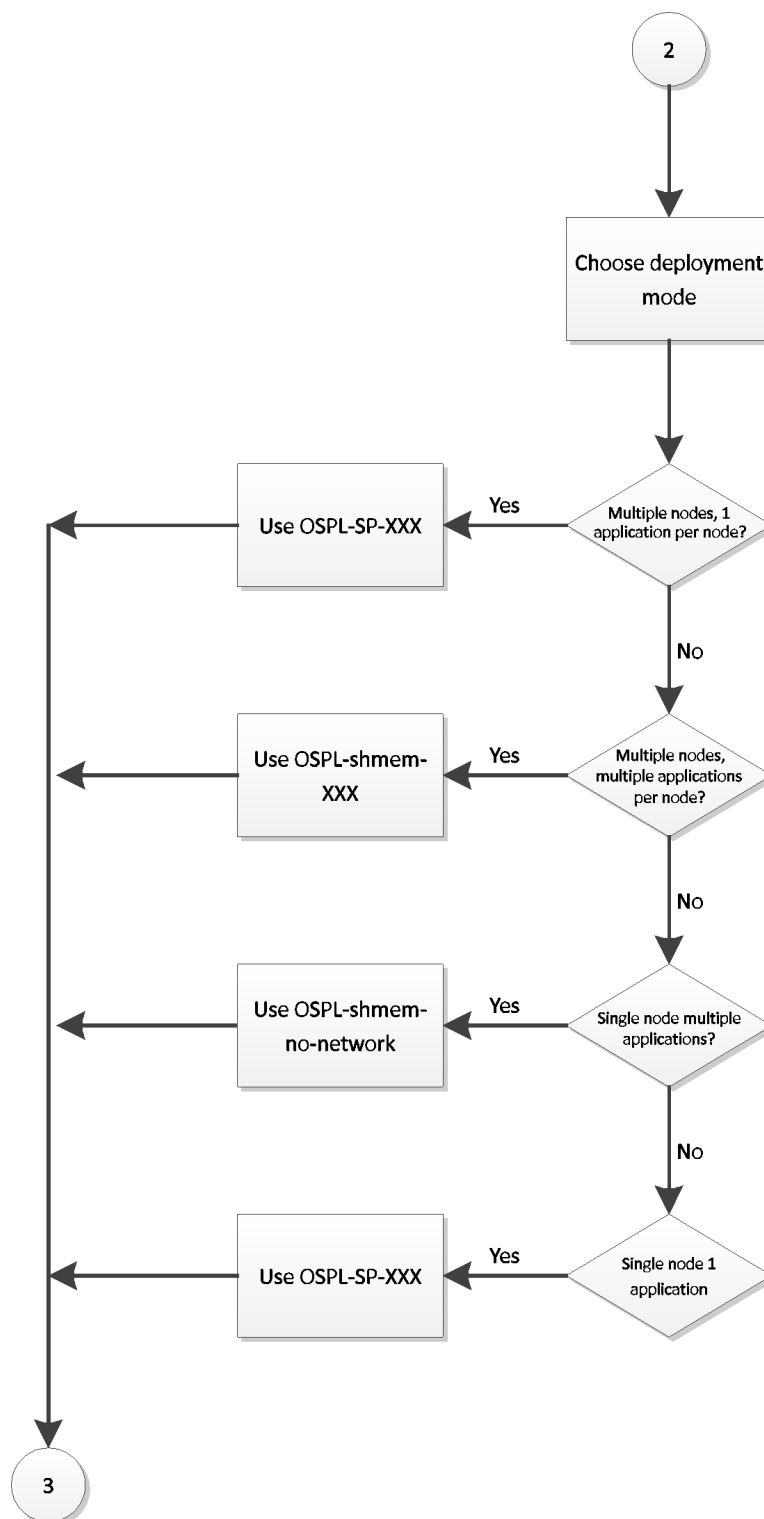 2
Choose deployment
mode
Multiple nodes, 1
application per node?
Yes
Use OSPL-SP-XXX
No
Multiple nodes,
multiple applications
per node?
Yes
Use OSPL-shmem-
XXX
No
Single node multiple
applications?
Yes
Use OSPL-shmem-
no-network
No
Single node 1
application
Yes
Use OSPL-SP-XXX
3